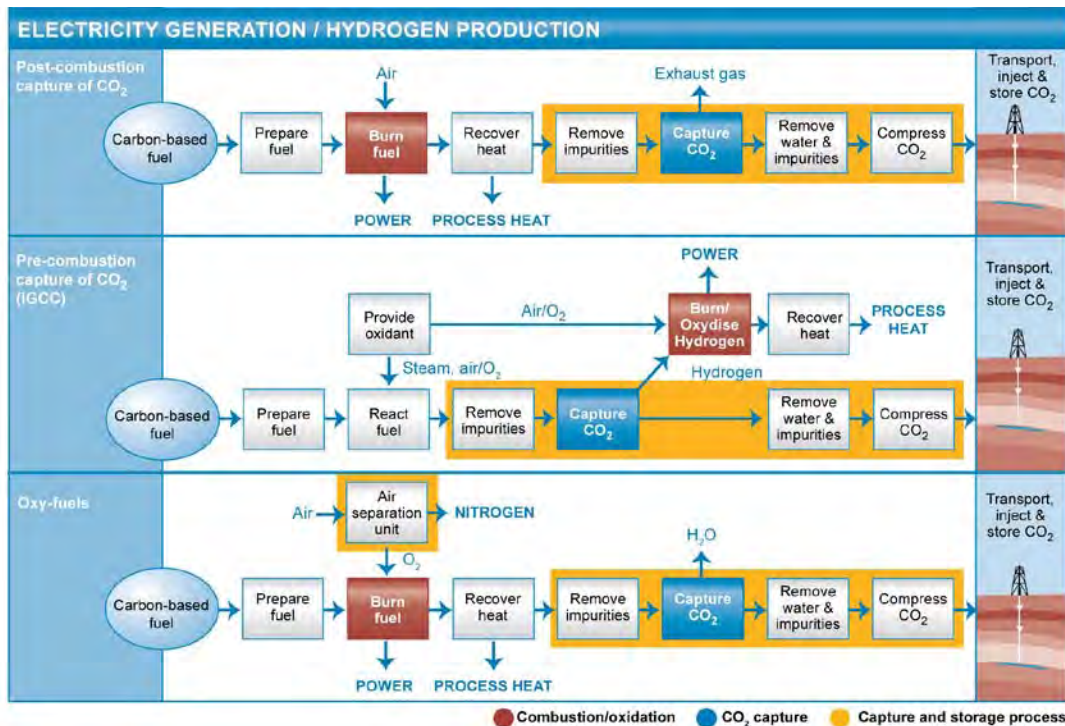 ELECTRICITY GENERATION / HYDROGEN PRODUCTION
Post-combustion
capture of CO₂
Air
Exhaust gas
Transport,
inject &
store CO₂
Carbon-based
fuel
Prepare
fuel
Burn
fuel
Recover
heat
Remove
impurities
Capture
CO₂
Remove
water &
impurities
Compress
CO₂
POWER
PROCESS HEAT
Pre-combustion
capture of CO₂
(IGCC)
POWER
Transport,
inject &
store CO₂
Provide
oxidant
Air/O₂
Burn/
Oxydise
Hydrogen
Recover
heat
PROCESS
HEAT
Steam, air/O₂
Hydrogen
Carbon-based
fuel
Prepare
fuel
React
fuel
Remove
impurities
Capture
CO₂
Remove
water &
impurities
Compress
CO₂
Oxy-fuels
Air
Air
separation
unit
NITROGEN
Transport,
inject &
store CO₂
O₂
H₂O
Carbon-based
fuel
Prepare
fuel
Burn
fuel
Recover
heat
Remove
impurities
Capture
CO₂
Remove
water &
impurities
Compress
CO₂
POWER
PROCESS HEAT
Combustion/oxidation
CO₂ capture
Capture and storage process